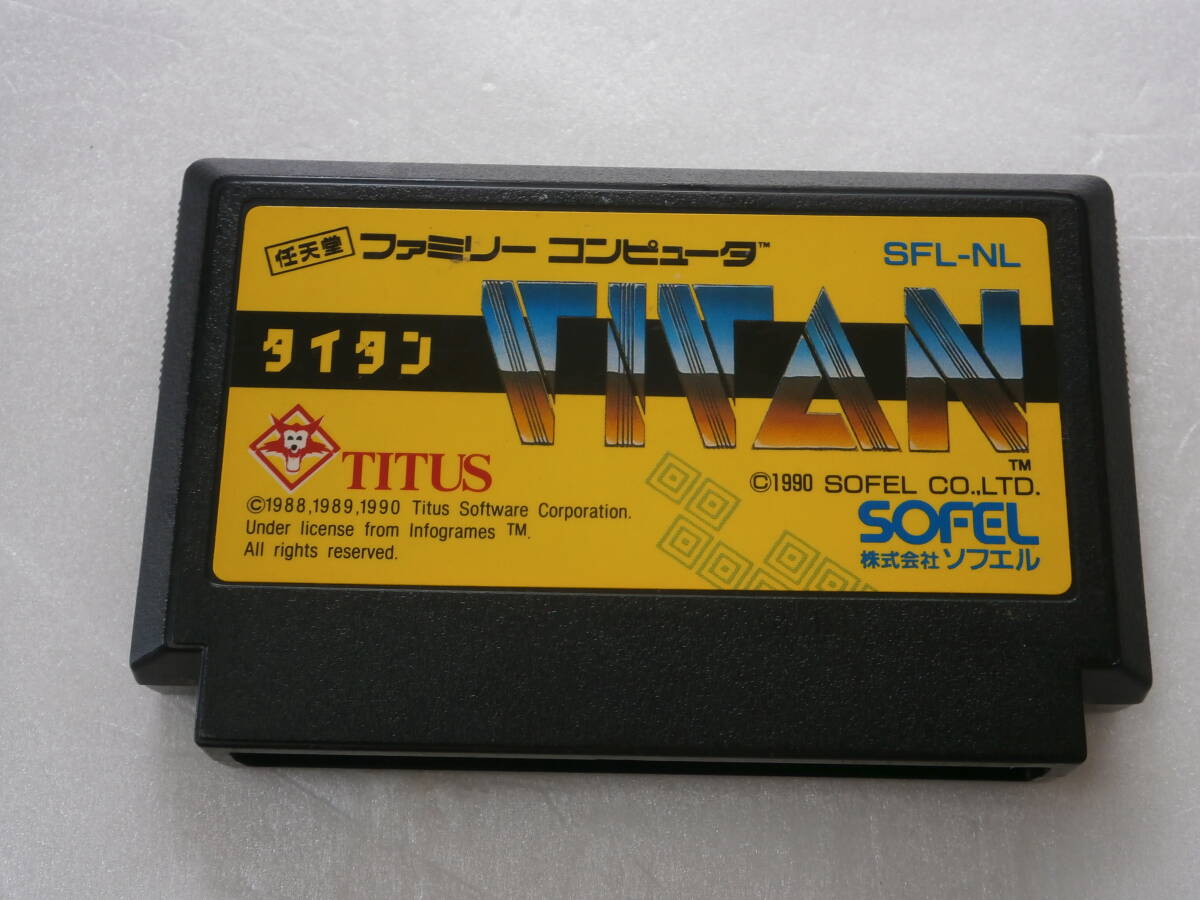 任天堂 ファミリー コンピュータ™
SFL-NL
タイタン
TITAN™
TITUS
©1988,1989,1990 Titus Software Corporation.
Under license from Infogrames TM.
All rights reserved.
©1990 SOFEL CO.,LTD.
SOFEL
株式会社 ソフエル